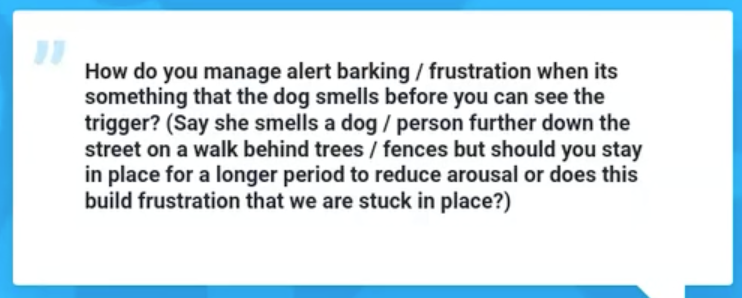 How do you manage alert barking / frustration when its
something that the dog smells before you can see the
trigger? (Say she smells a dog / person further down the
street on a walk behind trees / fences but should you stay
in place for a longer period to reduce arousal or does this
build frustration that we are stuck in place?)